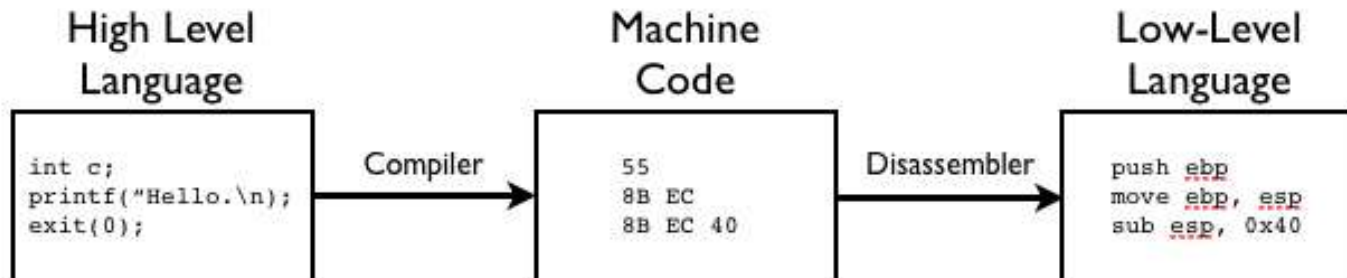 High Level
Language
int c;
printf("Hello.\n);
exit(0);
Compiler
Machine
Code
55
8B EC
8B EC 40
Disassembler
Low-Level
Language
push ebp
move ebp, esp
sub esp, 0x40